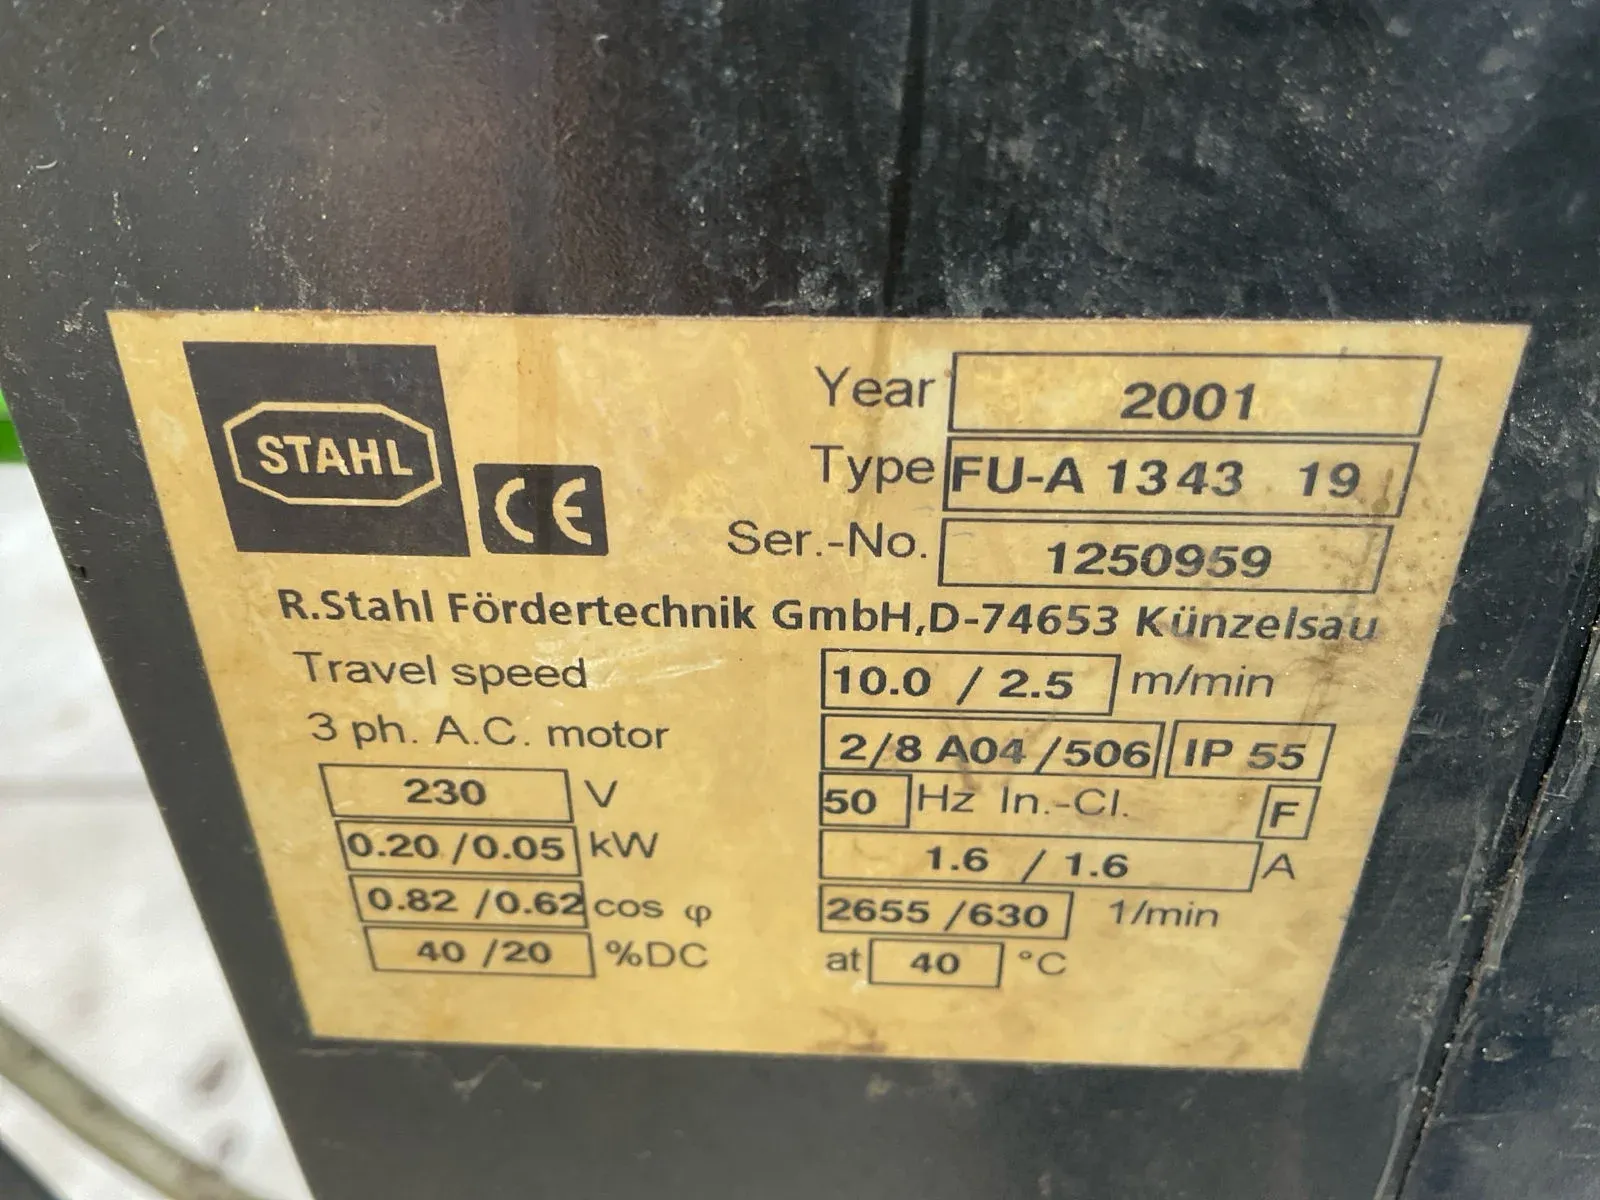 STAHL
CE
Year 2001
Type FU-A 1343 19
Ser.-No. 1250959
R.Stahl Fördertechnik GmbH,D-74653 Künzelsau
Travel speed 10.0 / 2.5 m/min
3 ph. A.C. motor 2/8 A04 /506 IP 55
230 V 50 Hz In.-Cl. F
0.20 /0.05 kW 1.6 / 1.6 A
0.82 /0.62 cos φ 2655 /630 1/min
40 /20 %DC at 40 °C